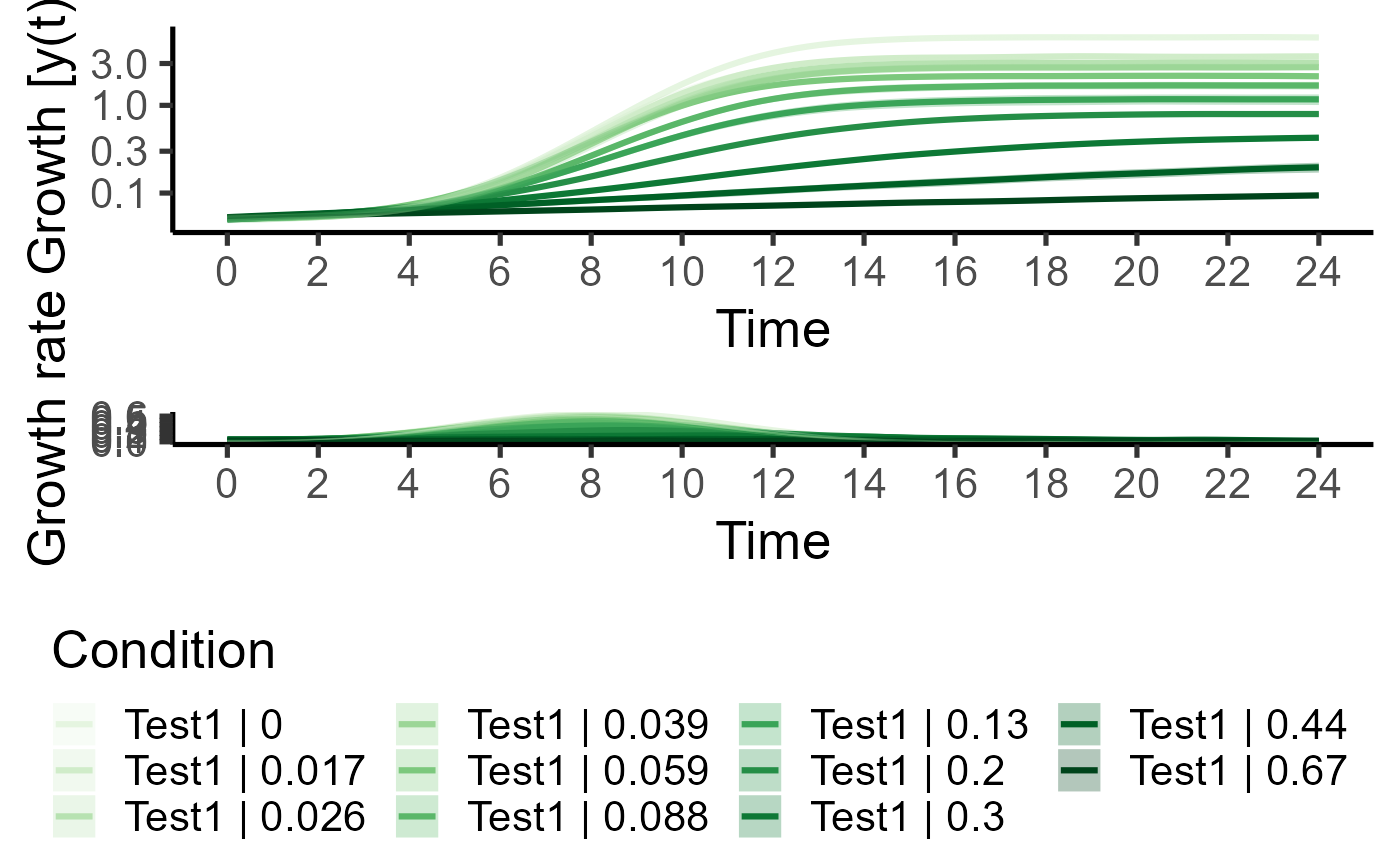 Growth [y(t)]
3.0
1.0
0.3
0.1
0 2 4 6 8 10 12 14 16 18 20 22 24
Time
Growth rate
0 2 4 6 8 10 12 14 16 18 20 22 24
Time
Condition
Test1 | 0
Test1 | 0.017
Test1 | 0.026
Test1 | 0.039
Test1 | 0.059
Test1 | 0.088
Test1 | 0.13
Test1 | 0.2
Test1 | 0.3
Test1 | 0.44
Test1 | 0.67